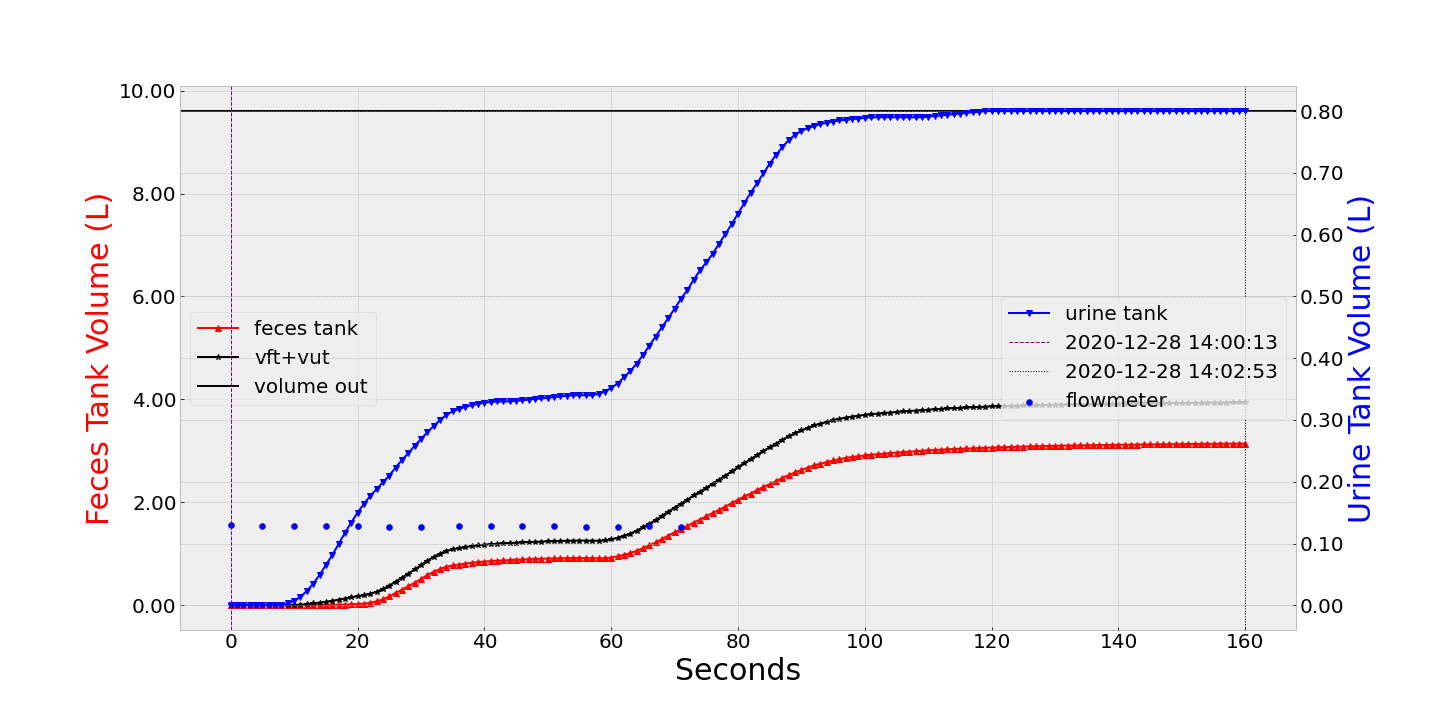 10.00
8.00
6.00
4.00
2.00
0.00
Feces Tank Volume (L)
feces tank
vft+vut
volume out
urine tank
2020-12-28 14:00:13
2020-12-28 14:02:53
flowmeter
0.80
0.70
0.60
0.50
0.40
0.30
0.20
0.10
0.00
Urine Tank Volume (L)
0 20 40 60 80 100 120 140 160
Seconds